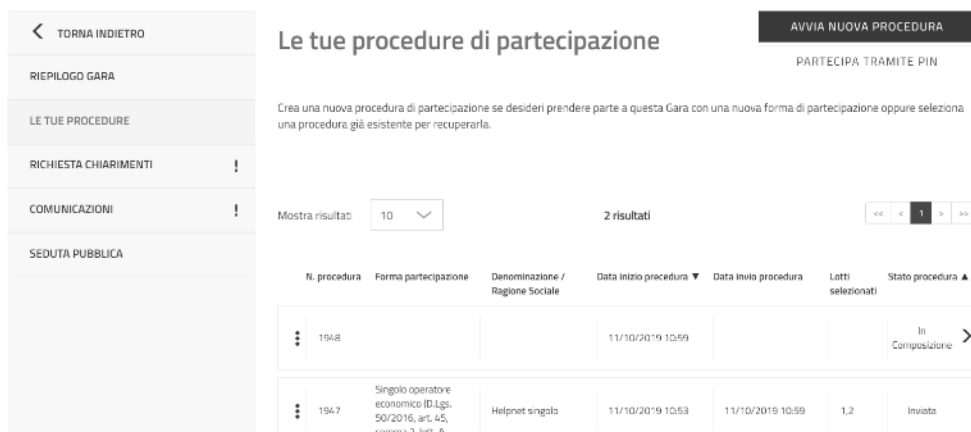 TORNA INDIETRO
RIEPILOGO GARA
LE TUE PROCEDURE
RICHIESTA CHIARIMENTI !
COMUNICAZIONI !
SEDUTA PUBBLICA
Le tue procedure di partecipazione
AVVIA NUOVA PROCEDURA
PARTECIPA TRAMITE PIN
Crea una nuova procedura di partecipazione se desideri prendere parte a questa Gara con una nuova forma di partecipazione oppure seleziona
una procedura già esistente per recuperarla.
Mostra risultati 10 2 risultati << < 1 > >>
N. procedura Forma partecipazione Denominazione / Data inizio precedura ▼ Data invio procedura Lotti Stato procedura ▲
Ragione Sociale selezionati
1948 11/10/2019 10:59 In
Composizione
Singolo operatore
economico (D.Lgs.
1947 50/2016, art. 45, Helpnet singolo 11/10/2019 10:53 11/10/2019 10:59 1,2 Inviata
comma 2, lett. A